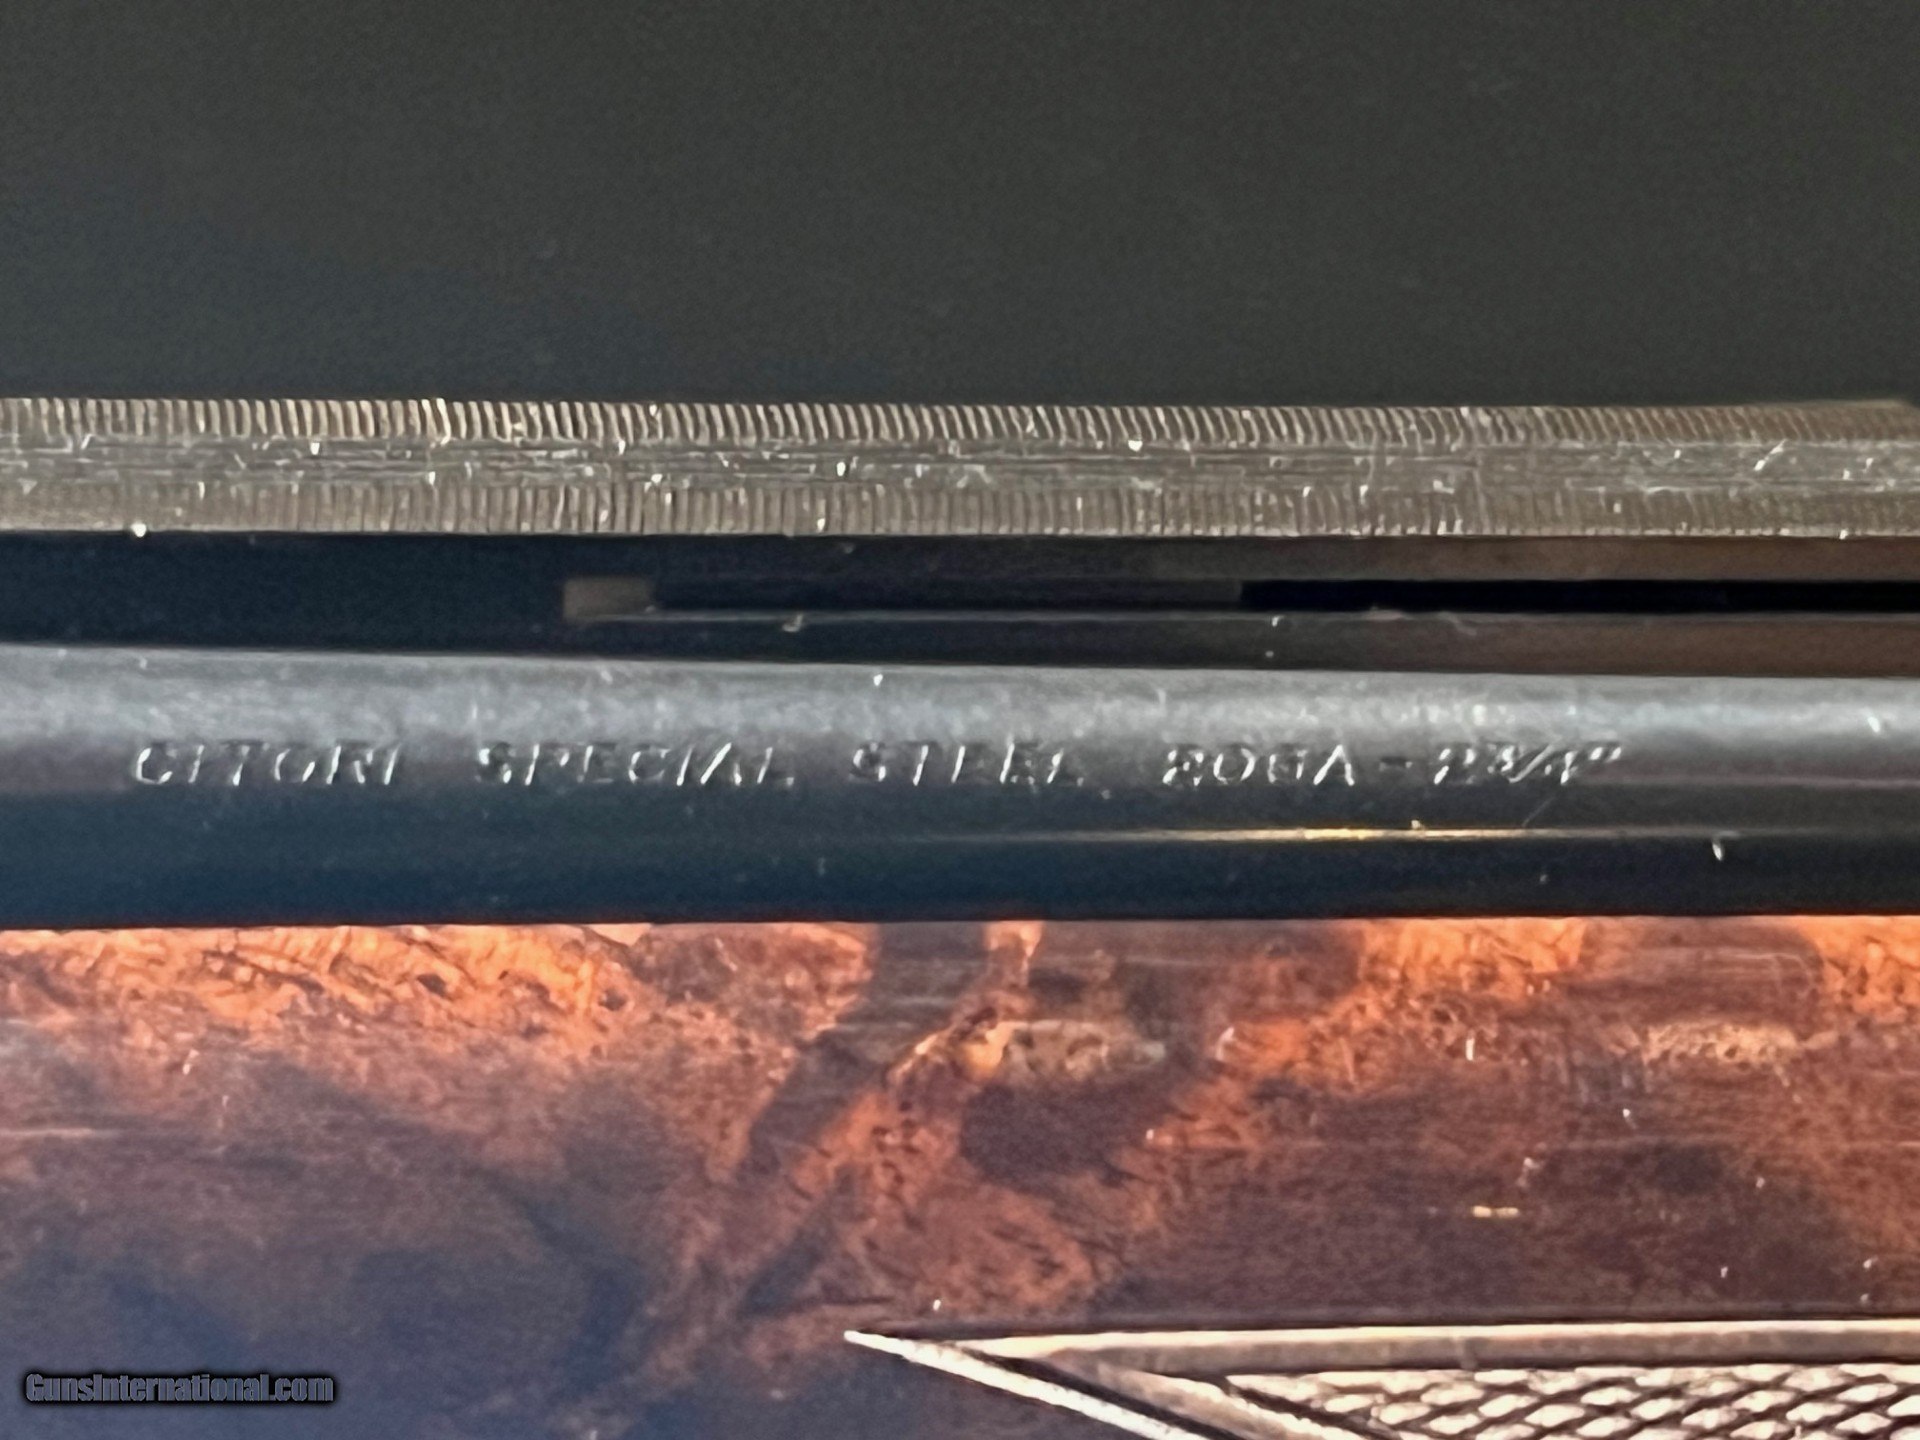 CITORI SPECIAL STEEL 20GA-2¾"
GunsInternational.com